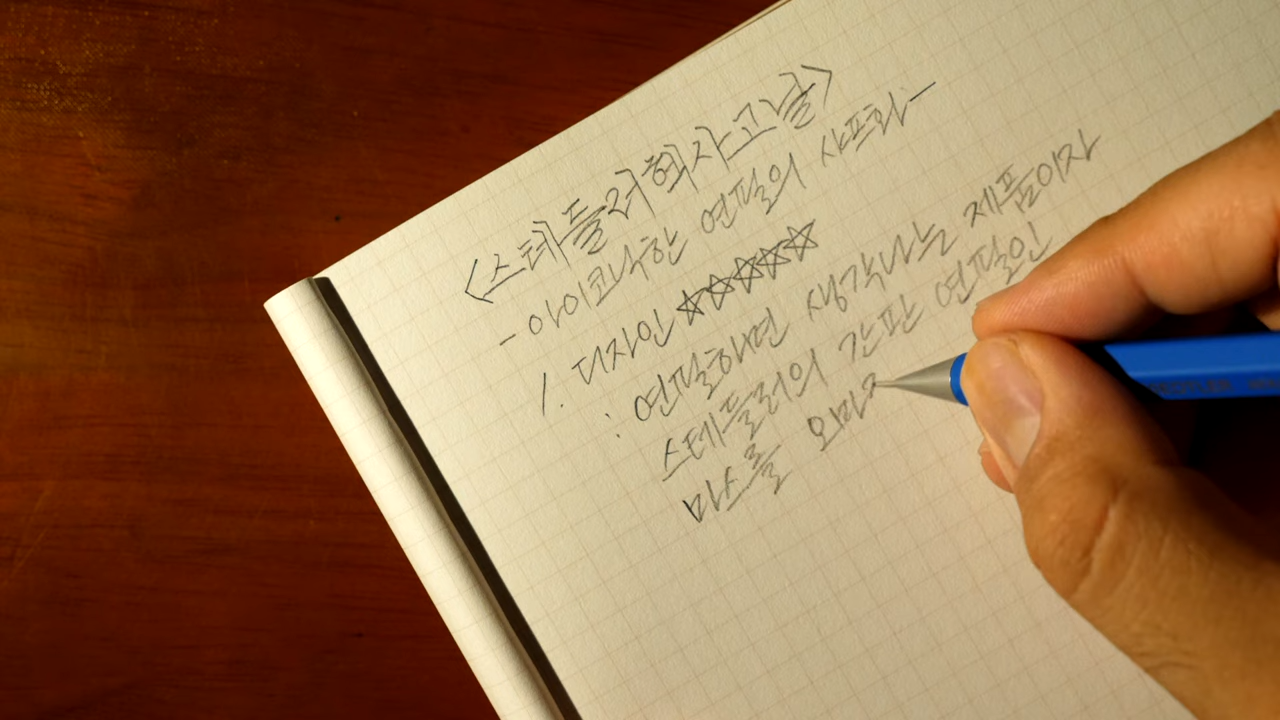 <스테들러 헥사고날>
- 아이코닉한 연필의 샤프화 -
1. 디자인 ☆☆☆☆☆
: 연필하면 생각나는 제품이자
스테들러의 간판 연필인
마스를 오마